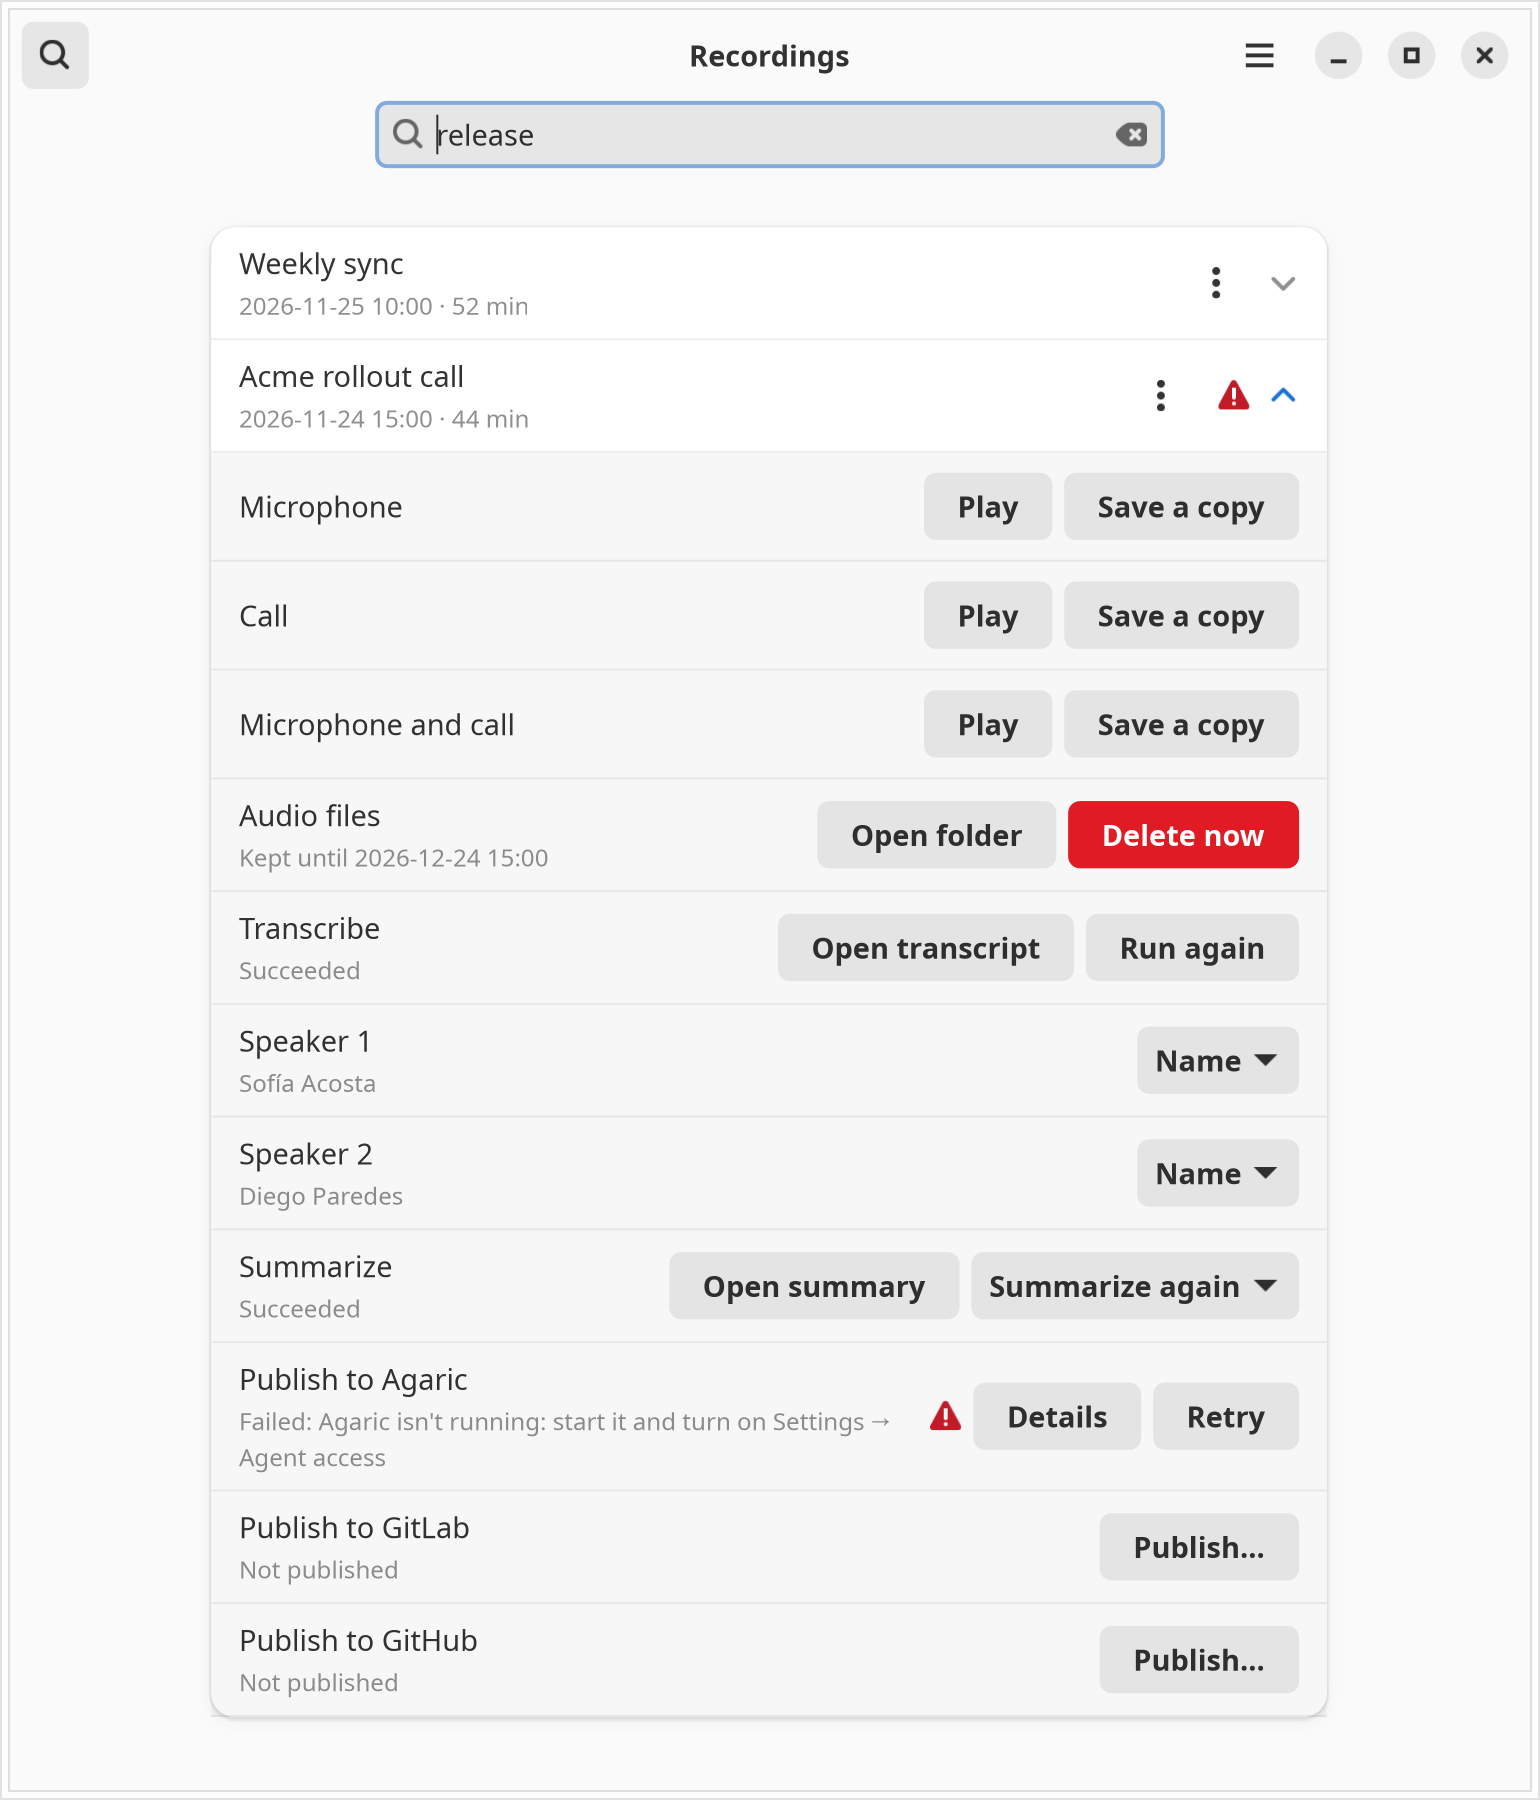 Recordings
release
Weekly sync
2026-11-25 10:00 · 52 min
Acme rollout call
2026-11-24 15:00 · 44 min
Microphone
Play
Save a copy
Call
Play
Save a copy
Microphone and call
Play
Save a copy
Audio files
Kept until 2026-12-24 15:00
Open folder
Delete now
Transcribe
Succeeded
Open transcript
Run again
Speaker 1
Sofía Acosta
Name
Speaker 2
Diego Paredes
Name
Summarize
Succeeded
Open summary
Summarize again
Publish to Agaric
Failed: Agaric isn't running: start it and turn on Settings →
Agent access
Details
Retry
Publish to GitLab
Not published
Publish...
Publish to GitHub
Not published
Publish...